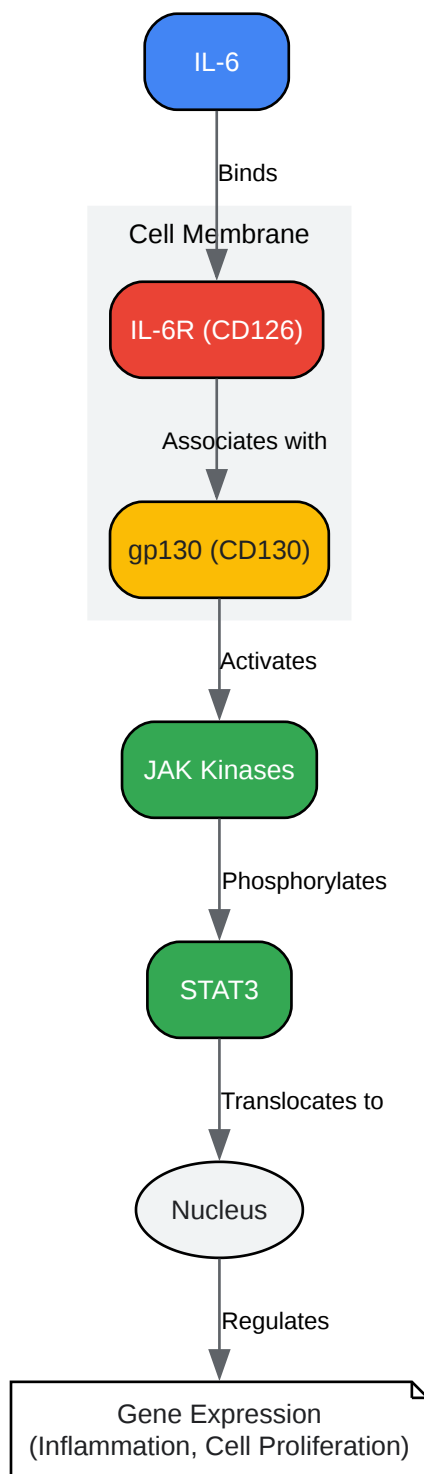 IL-6
Binds
Cell Membrane
IL-6R (CD126)
Associates with
gp130 (CD130)
Activates
JAK Kinases
Phosphorylates
STAT3
Translocates to
Nucleus
Regulates
Gene Expression
(Inflammation, Cell Proliferation)